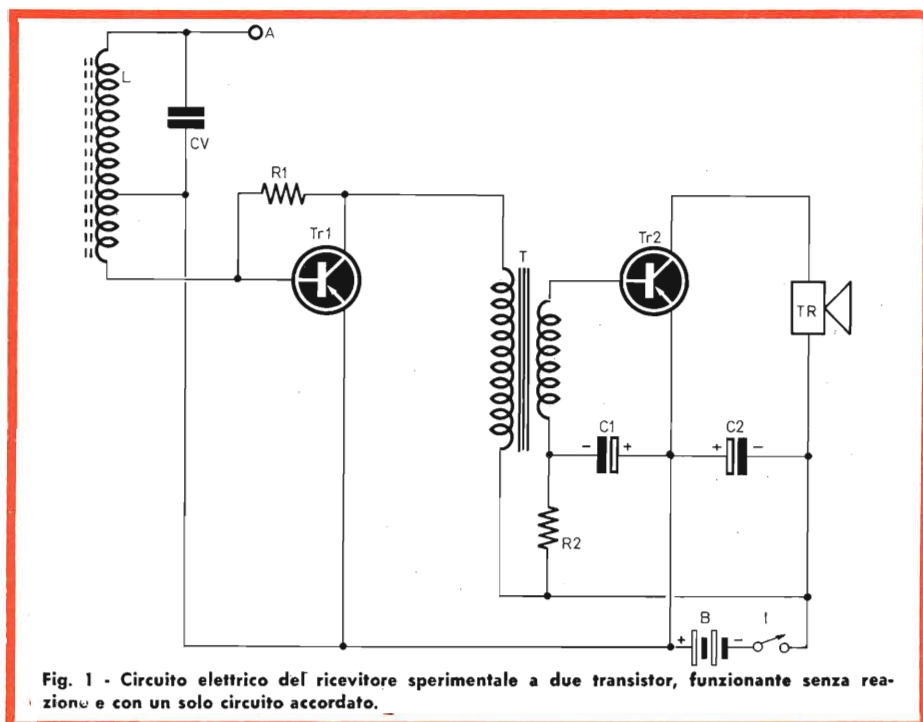 A
L
CV
R1
Tr1
T
Tr2
TR
C1
- +
C2
+ -
R2
B
I
+ -
Fig. 1 - Circuito elettrico del ricevitore sperimentale a due transistor, funzionante senza rea-
zione e con un solo circuito accordato.